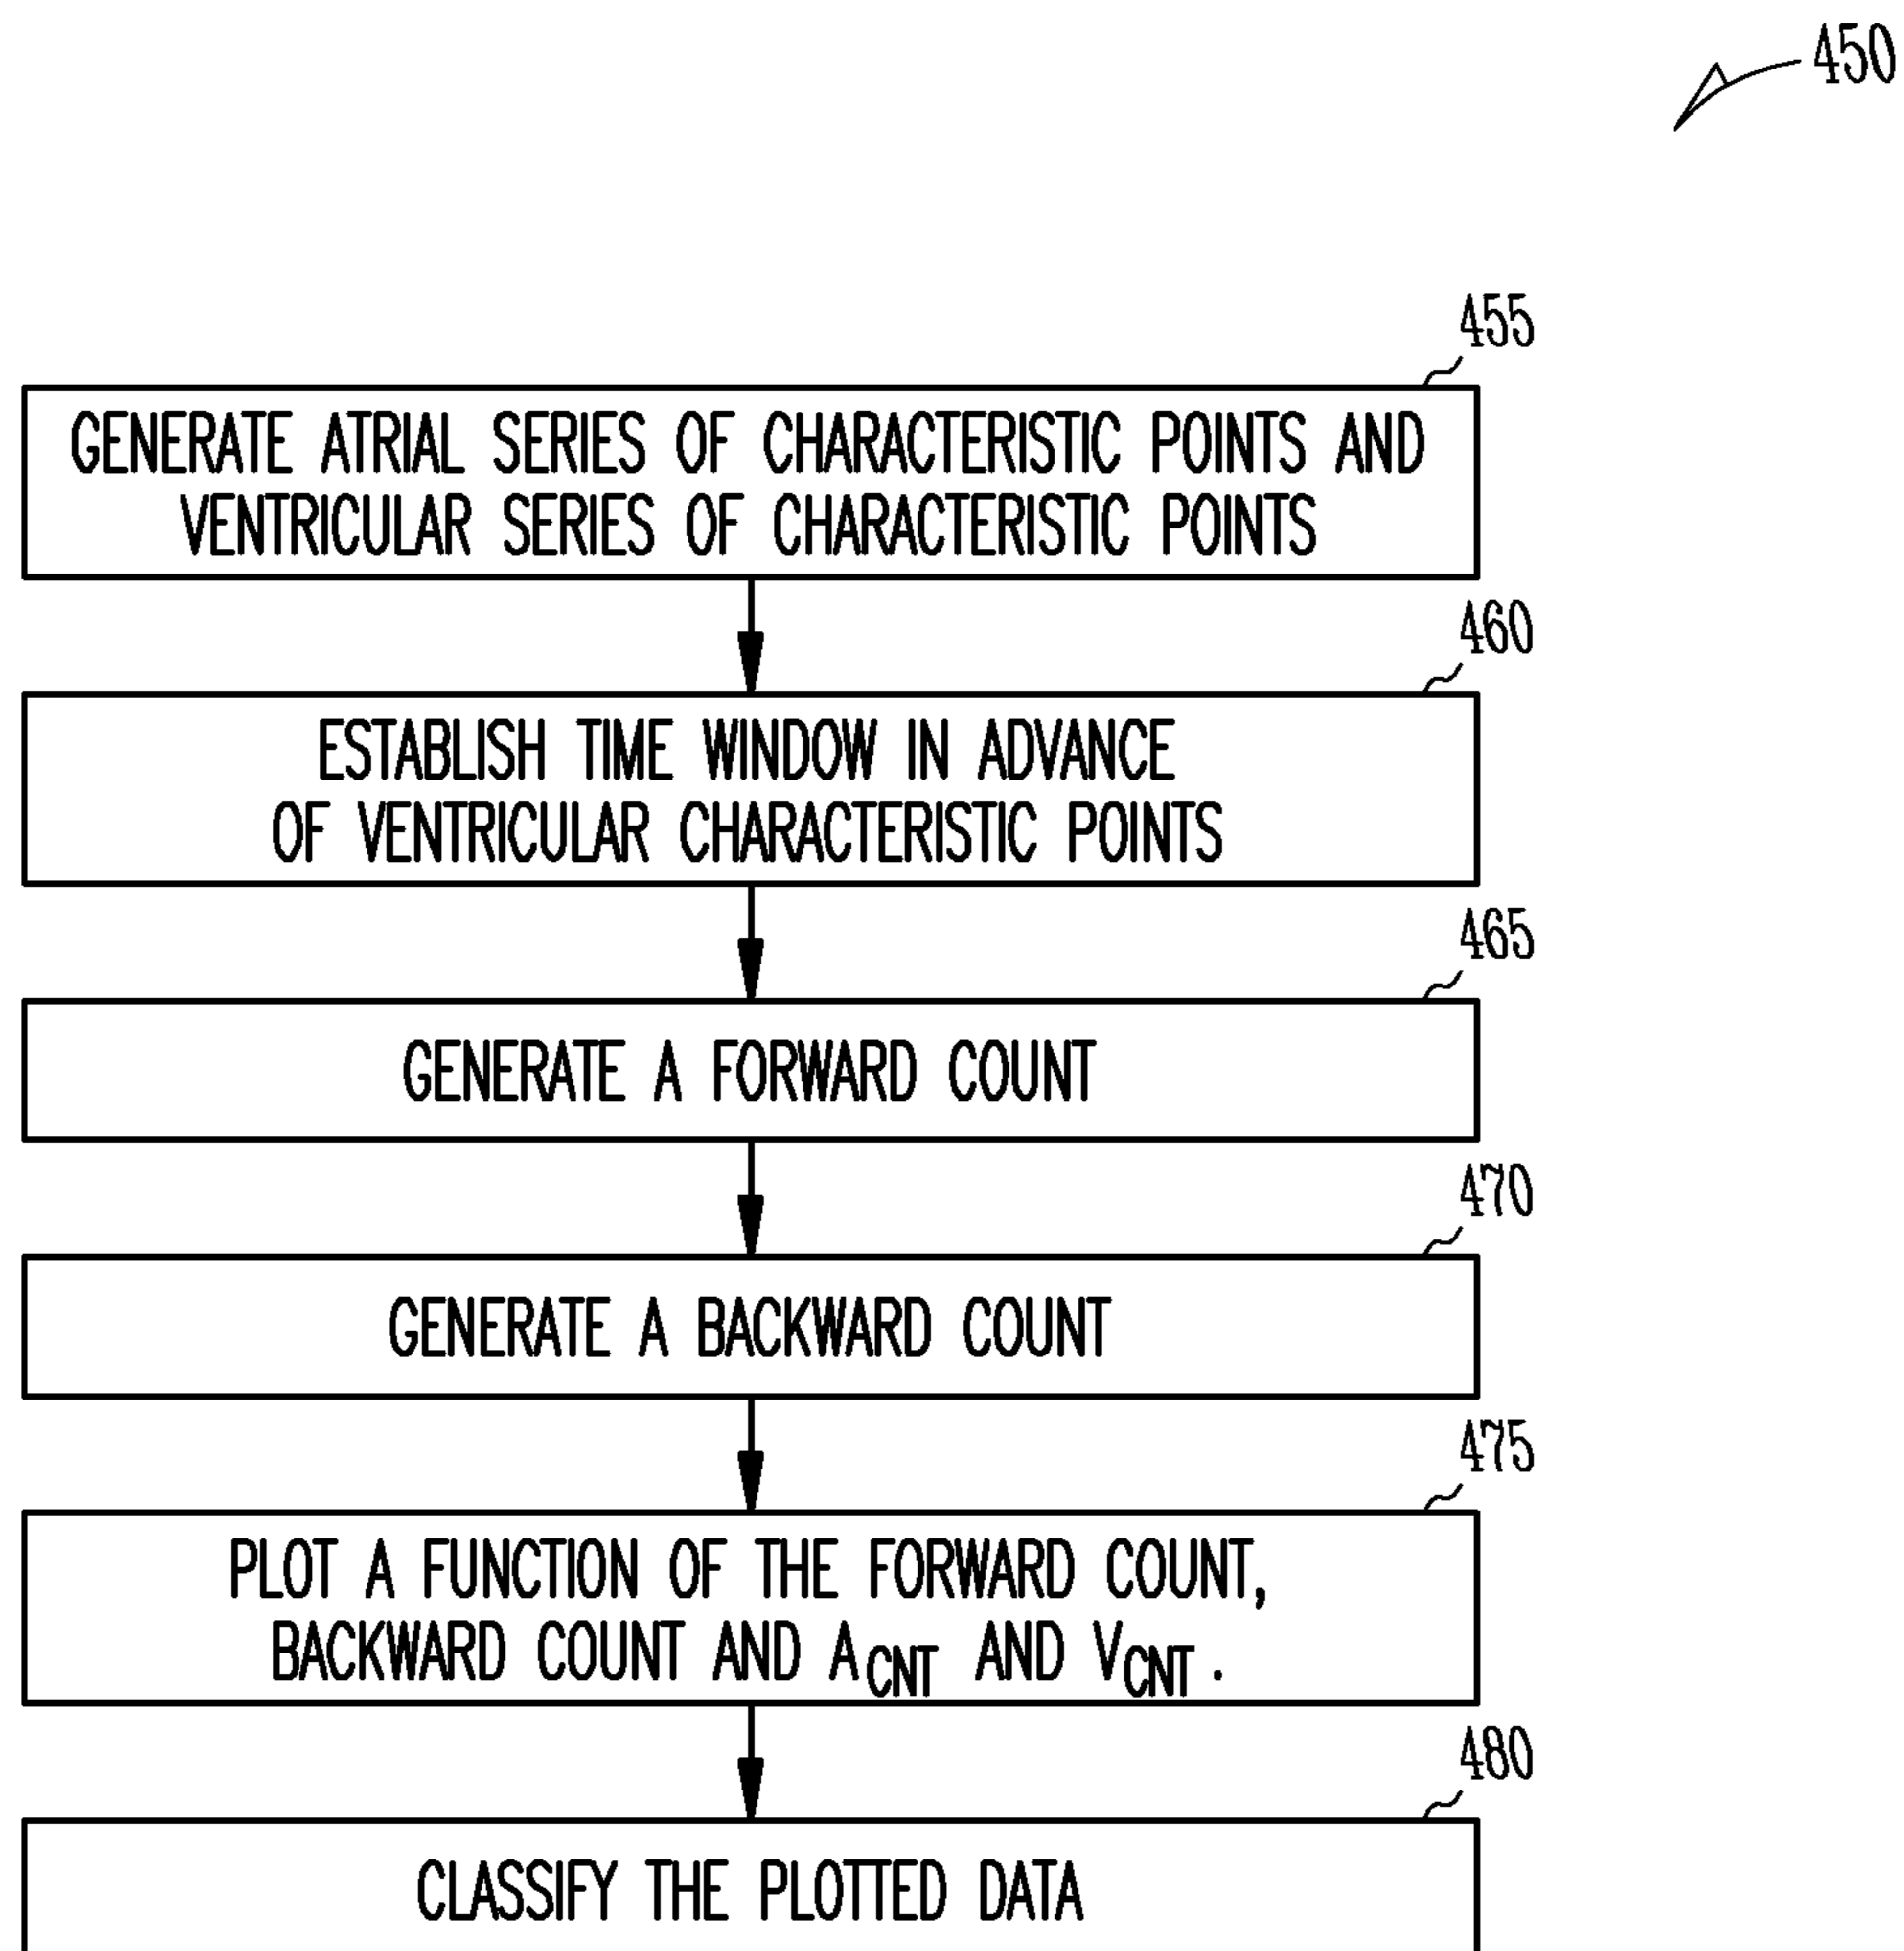 450
455
GENERATE ATRIAL SERIES OF CHARACTERISTIC POINTS AND
VENTRICULAR SERIES OF CHARACTERISTIC POINTS
460
ESTABLISH TIME WINDOW IN ADVANCE
OF VENTRICULAR CHARACTERISTIC POINTS
465
GENERATE A FORWARD COUNT
470
GENERATE A BACKWARD COUNT
475
PLOT A FUNCTION OF THE FORWARD COUNT,
BACKWARD COUNT AND ACNT AND VCNT.
480
CLASSIFY THE PLOTTED DATA